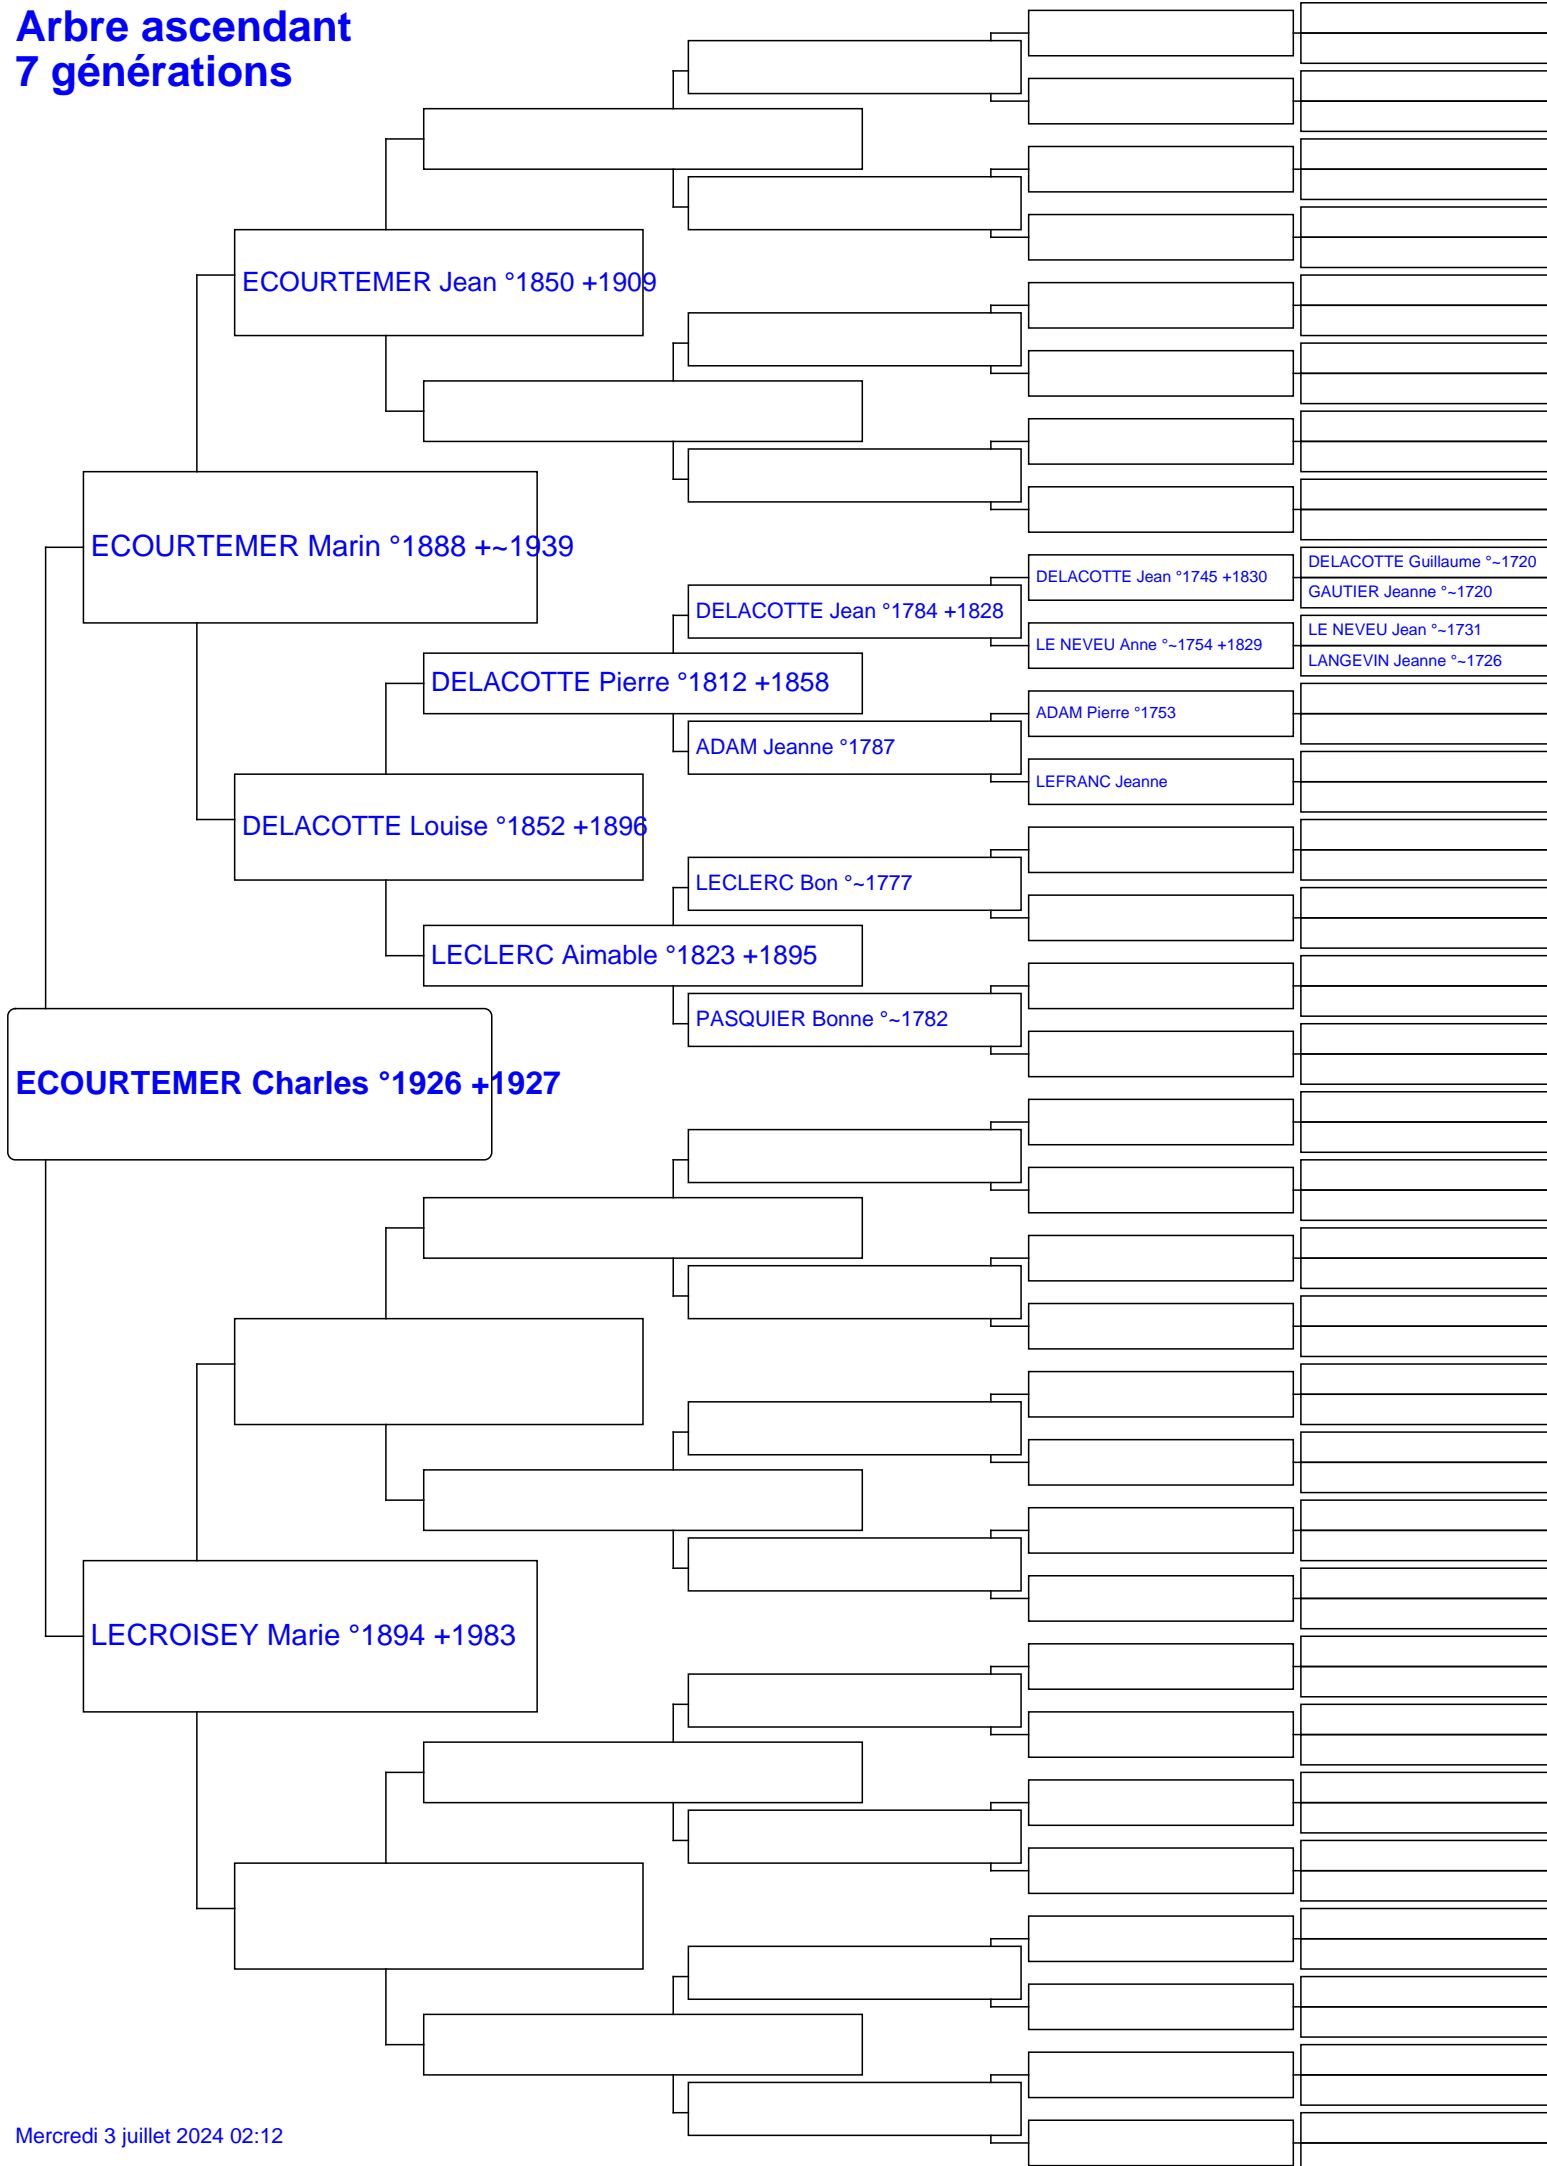 Arbre ascendant
7 générations
ECOURTEMER Jean °1850 +1909
ECOURTEMER Marin °1888 +~1939
DELACOTTE Guillaume °~1720
DELACOTTE Jean °1745 +1830
GAUTIER Jeanne °~1720
DELACOTTE Jean °1784 +1828
LE NEVEU Jean °~1731
LE NEVEU Anne °~1754 +1829
LANGEVIN Jeanne °~1726
DELACOTTE Pierre °1812 +1858
ADAM Pierre °1753
ADAM Jeanne °1787
LEFRANC Jeanne
DELACOTTE Louise °1852 +1896
LECLERC Bon °~1777
LECLERC Aimable °1823 +1895
PASQUIER Bonne °~1782
ECOURTEMER Charles °1926 +1927
LECROISEY Marie °1894 +1983
Mercredi 3 juillet 2024 02:12